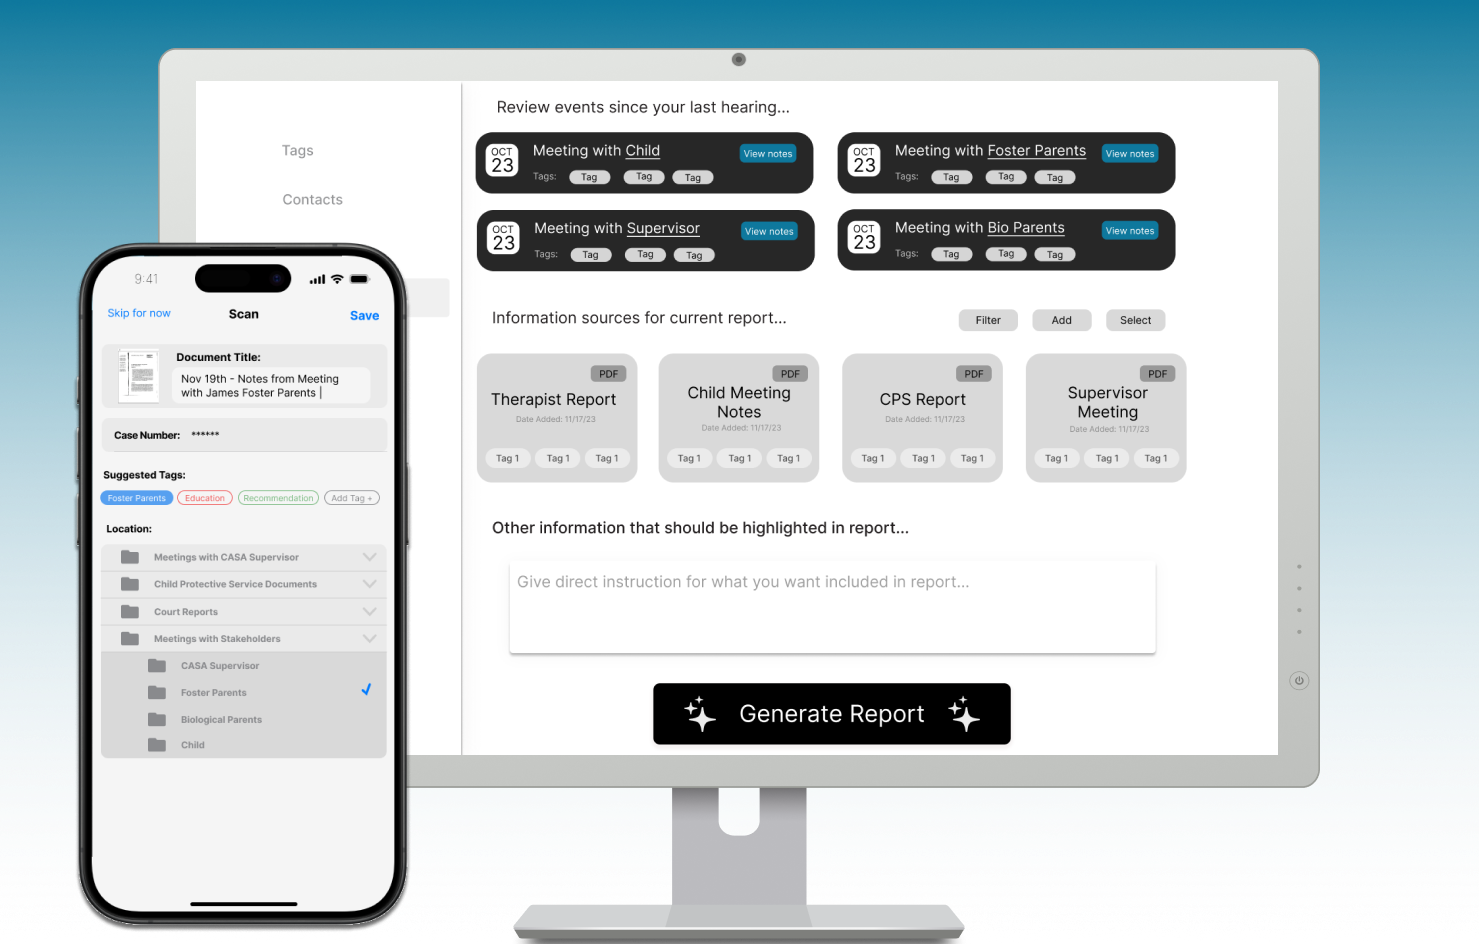 Review events since your last hearing...
Tags
Contacts
OCT
23
Meeting with Child
View notes
Tags:
Tag
Tag
Tag
OCT
23
Meeting with Foster Parents
View notes
Tags:
Tag
Tag
Tag
OCT
23
Meeting with Supervisor
View notes
Tags:
Tag
Tag
Tag
OCT
23
Meeting with Bio Parents
View notes
Tags:
Tag
Tag
Tag
Information sources for current report...
Filter
Add
Select
PDF
Therapist Report
Date Added: 11/17/23
Tag 1
Tag 1
Tag 1
PDF
Child Meeting
Notes
Date Added: 11/17/23
Tag 1
Tag 1
Tag 1
PDF
CPS Report
Date Added: 11/17/23
Tag 1
Tag 1
Tag 1
PDF
Supervisor
Meeting
Date Added: 11/17/23
Tag 1
Tag 1
Tag 1
Other information that should be highlighted in report...
Give direct instruction for what you want included in report...
Generate Report
9:41
Skip for now
Scan
Save
Document Title:
Nov 19th - Notes from Meeting
with James Foster Parents |
Case Number: ******
Suggested Tags:
Foster Parents
Education
Recommendation
Add Tag +
Location:
Meetings with CASA Supervisor
Child Protective Service Documents
Court Reports
Meetings with Stakeholders
CASA Supervisor
Foster Parents
Biological Parents
Child